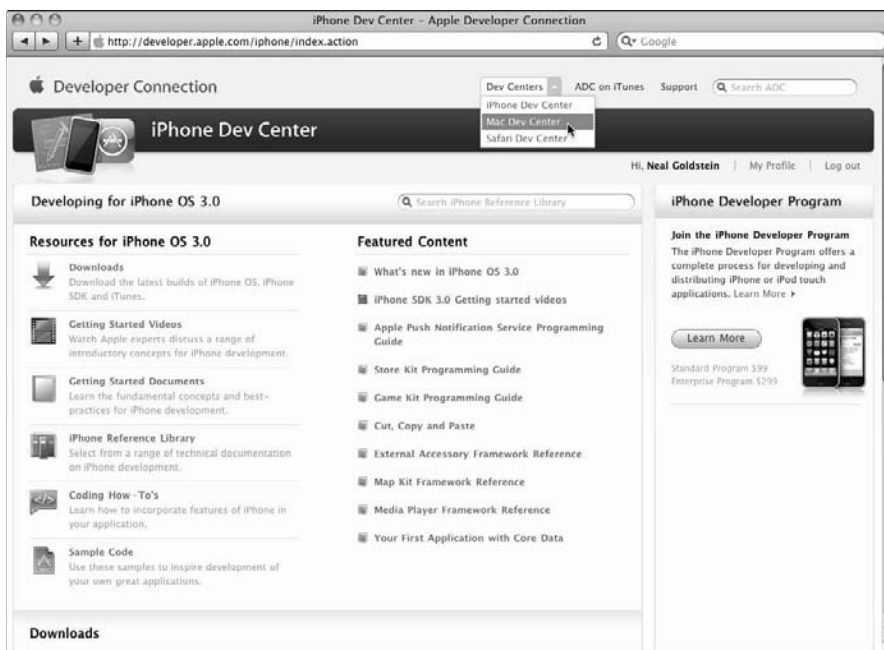 iPhone Dev Center – Apple Developer Connection
http://developer.apple.com/iphone/index.action
Google
Developer Connection
Dev Centers
ADC on iTunes
Support
Search ADC
iPhone Dev Center
Mac Dev Center
Safari Dev Center
iPhone Dev Center
Hi, Neal Goldstein | My Profile | Log out
Developing for iPhone OS 3.0
Search iPhone Reference Library
Resources for iPhone OS 3.0
Downloads
Download the latest builds of iPhone OS, iPhone
SDK and iTunes.
Getting Started Videos
Watch Apple experts discuss a range of
introductory concepts for iPhone development.
Getting Started Documents
Learn the fundamental concepts and best-
practices for iPhone development.
iPhone Reference Library
Select from a range of technical documentation
on iPhone development.
Coding How-To's
Learn how to incorporate features of iPhone in
your application.
Sample Code
Use these samples to inspire development of
your own great applications.
Featured Content
What's new in iPhone OS 3.0
iPhone SDK 3.0 Getting started videos
Apple Push Notification Service Programming
Guide
Store Kit Programming Guide
Game Kit Programming Guide
Cut, Copy and Paste
External Accessory Framework Reference
Map Kit Framework Reference
Media Player Framework Reference
Your First Application with Core Data
iPhone Developer Program
Join the iPhone Developer Program
The iPhone Developer Program offers a
complete process for developing and
distributing iPhone or iPod touch
applications. Learn More
Learn More
Standard Program $99
Enterprise Program $299
Downloads